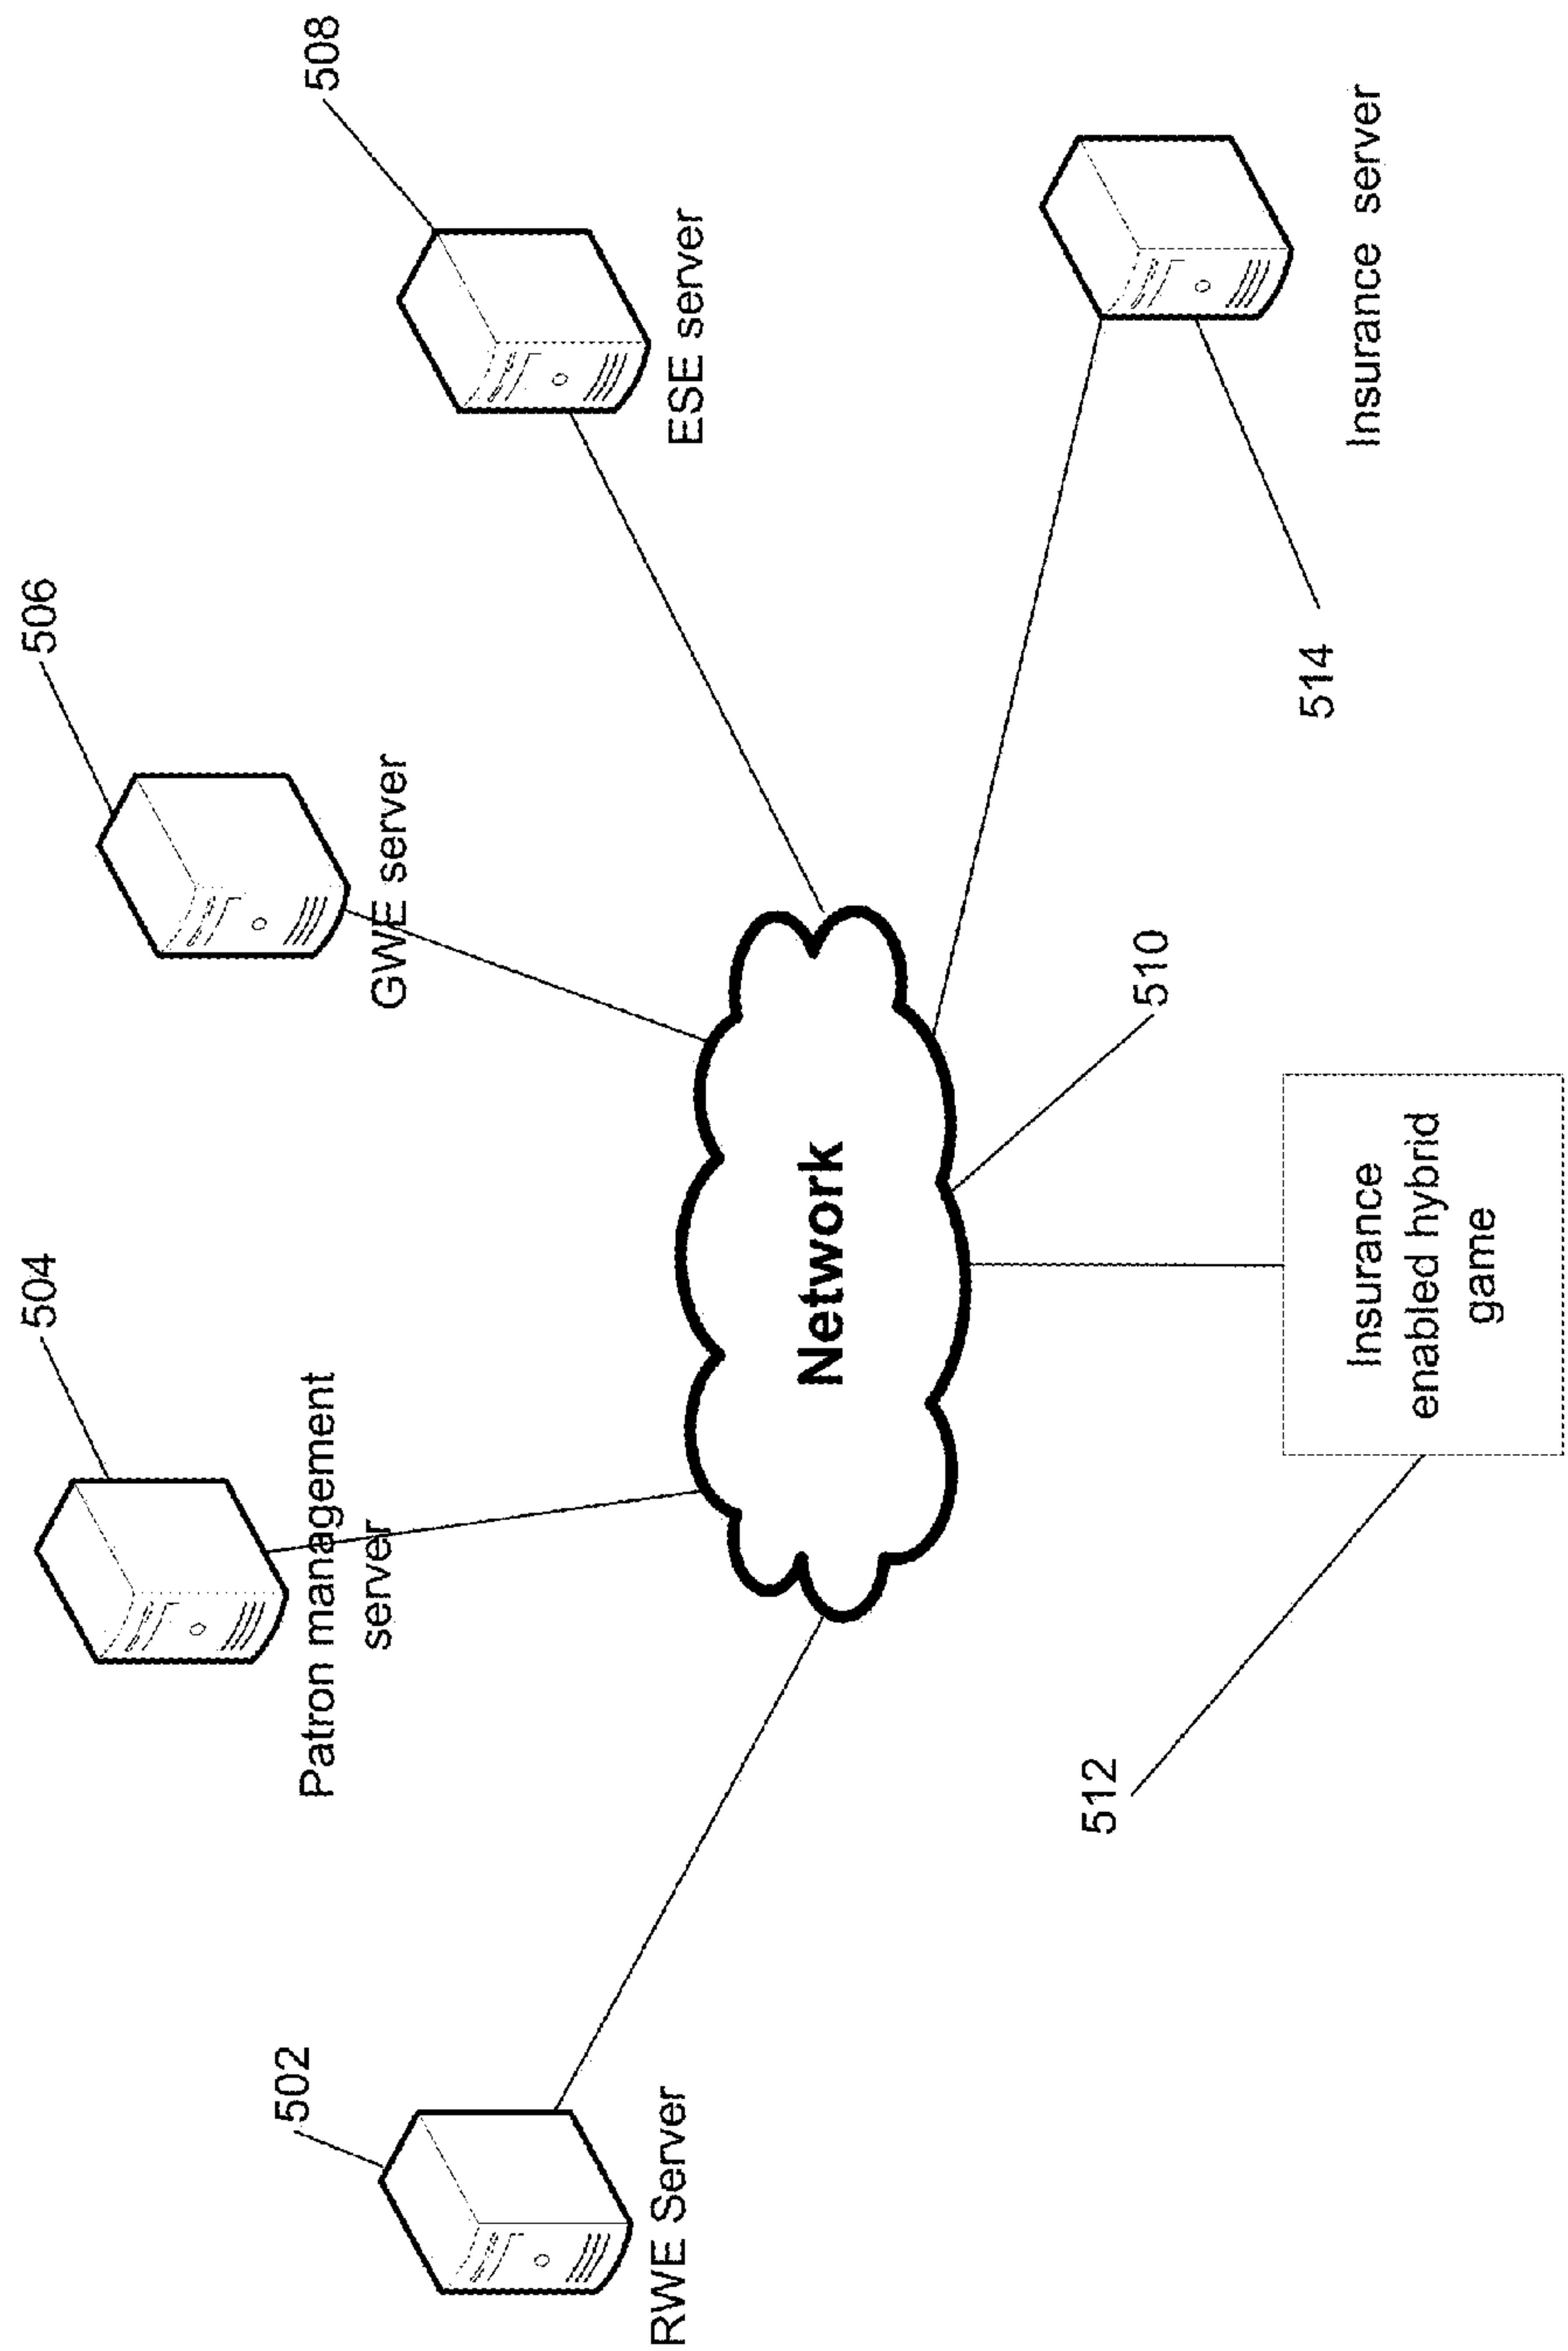 504
506
Patron management
server
GWE server
502
508
RWE Server
ESE server
Network
512
510
514
Insurance
enabled hybrid
game
Insurance server